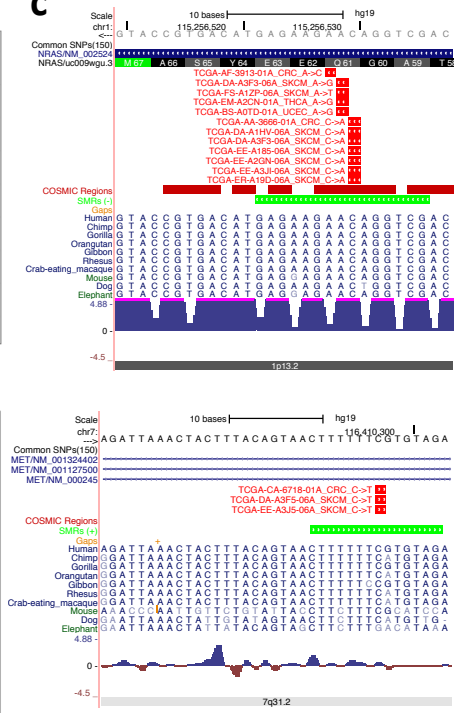 C
Scale 10 bases hg19
chr1: 115,256,520 115,256,530
<--- G T A C C G T G A C A T G A G A A G A A C A G G T C G A C
Common SNPs(150)
NRAS/NM_002524
NRAS/uc009wgu.3 M 67 A 66 S 65 Y 64 E 63 E 62 Q 61 G 60 A 59 T 58
TCGA-AF-3913-01A_CRC_A->C
TCGA-DA-A3F3-06A_SKCM_A->G
TCGA-FS-A1ZP-06A_SKCM_A->T
TCGA-EM-A2CN-01A_THCA_A->G
TCGA-BS-A0TD-01A_UCEC_A->G
TCGA-AA-3666-01A_CRC_C->A
TCGA-DA-A1HV-06A_SKCM_C->A
TCGA-DA-A3F3-06A_SKCM_C->A
TCGA-EE-A185-06A_SKCM_C->A
TCGA-EE-A2GN-06A_SKCM_C->A
TCGA-EE-A3JI-06A_SKCM_C->A
TCGA-ER-A19D-06A_SKCM_C->A
COSMIC Regions
SMRs (-)
Gaps
Human G T A C C G T G A C A T G A G A A G A A C A G G T C G A C
Chimp G T A C C G T G A C A T G A G A A G A A C A G G T C G A C
Gorilla G T A C C G T G A C A T G A G A A G A A C A G G T C G A C
Orangutan G T A C C G T G A C A T G A G A A G A A C A G G T C G A C
Gibbon G T A C C G T G A C A T G A G A A G A A C A G G T C G A C
Rhesus G T A C C G T G A C A T G A G A A G A A C A G G T C G A C
Crab-eating_macaque G T A C C G T G A C A T G A G A A G A A C A G G T C G A C
Mouse G T A C C G T G A C A T G A G G A G A A C A G G T C G A C
Dog G T A C C G T G A C A T G A G A A G A A C T G G T C G A C
Elephant G T A C C G T G A C A T G A G G A G A A C A G G T C G A C
4.88 -
0 -
-4.5 _
1p13.2
Scale 10 bases hg19
chr7: 116,410,300
---> A G A T T A A A C T A C T T T A C A G T A A C T T T T T T C G T G T A G A
Common SNPs(150)
MET/NM_001324402
MET/NM_001127500
MET/NM_000245
TCGA-CA-6718-01A_CRC_C->T
TCGA-DA-A3F5-06A_SKCM_C->T
TCGA-EE-A3J5-06A_SKCM_C->T
COSMIC Regions
SMRs (+)
Gaps +
Human
Chimp
Gorilla
Orangutan
Gibbon
Rhesus
Crab-eating_macaque
Mouse
Dog
Elephant
4.88 -
0 -
-4.5 _
7q31.2